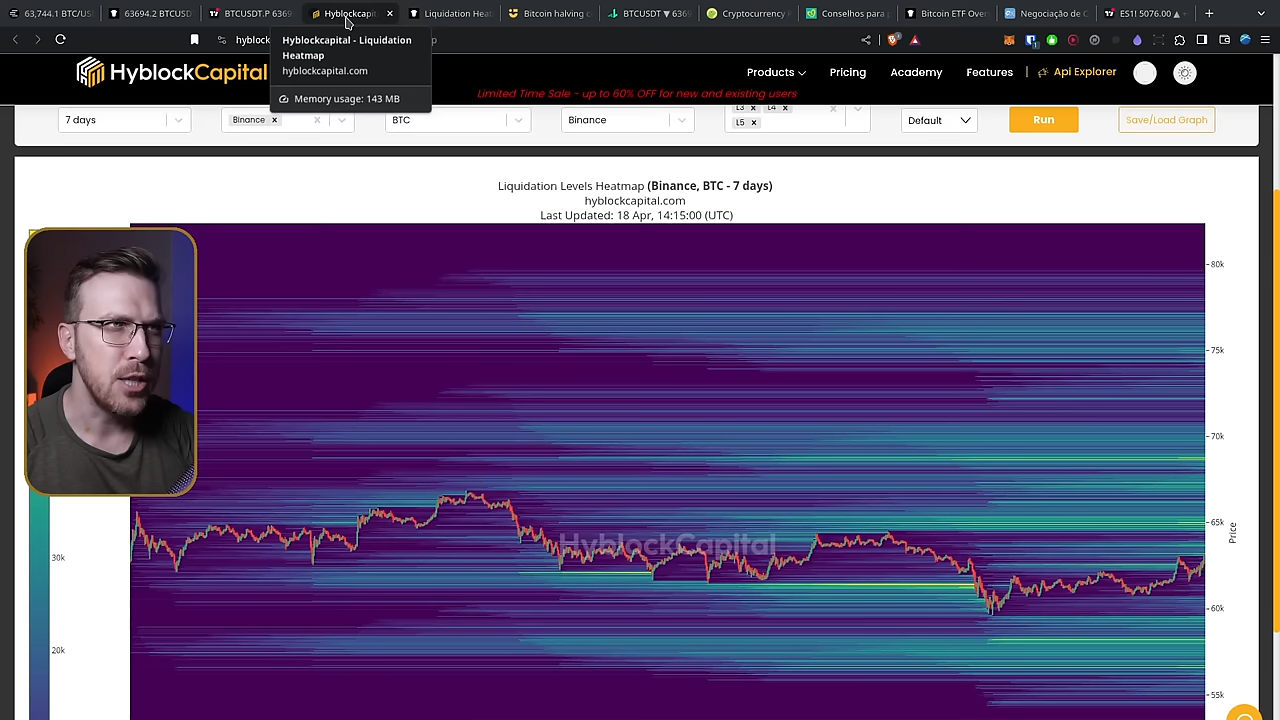 63,744.1 BTC/US
63694.2 BTCUSD
BTCUSDT.P 6369
Hyblockcapit
Liquidation Hea
Bitcoin halving c
BTCUSDT ▼ 6369
Cryptocurrency F
Conselhos para
Bitcoin ETF Over
Negociação de C
ES1! 5076.00 ▲
hyblock
Hyblockcapital - Liquidation
Heatmap
hyblockcapital.com
Memory usage: 143 MB
HyblockCapital
Products
Pricing
Academy
Features
Api Explorer
Limited Time Sale - up to 60% OFF for new and existing users
7 days
Binance ×
BTC
Binance
L3 ×
L4 ×
L5 ×
Default
Run
Save/Load Graph
Liquidation Levels Heatmap (Binance, BTC - 7 days)
hyblockcapital.com
Last Updated: 18 Apr, 14:15:00 (UTC)
80k
75k
70k
65k
60k
55k
Price
30k
20k
HyblockCapital